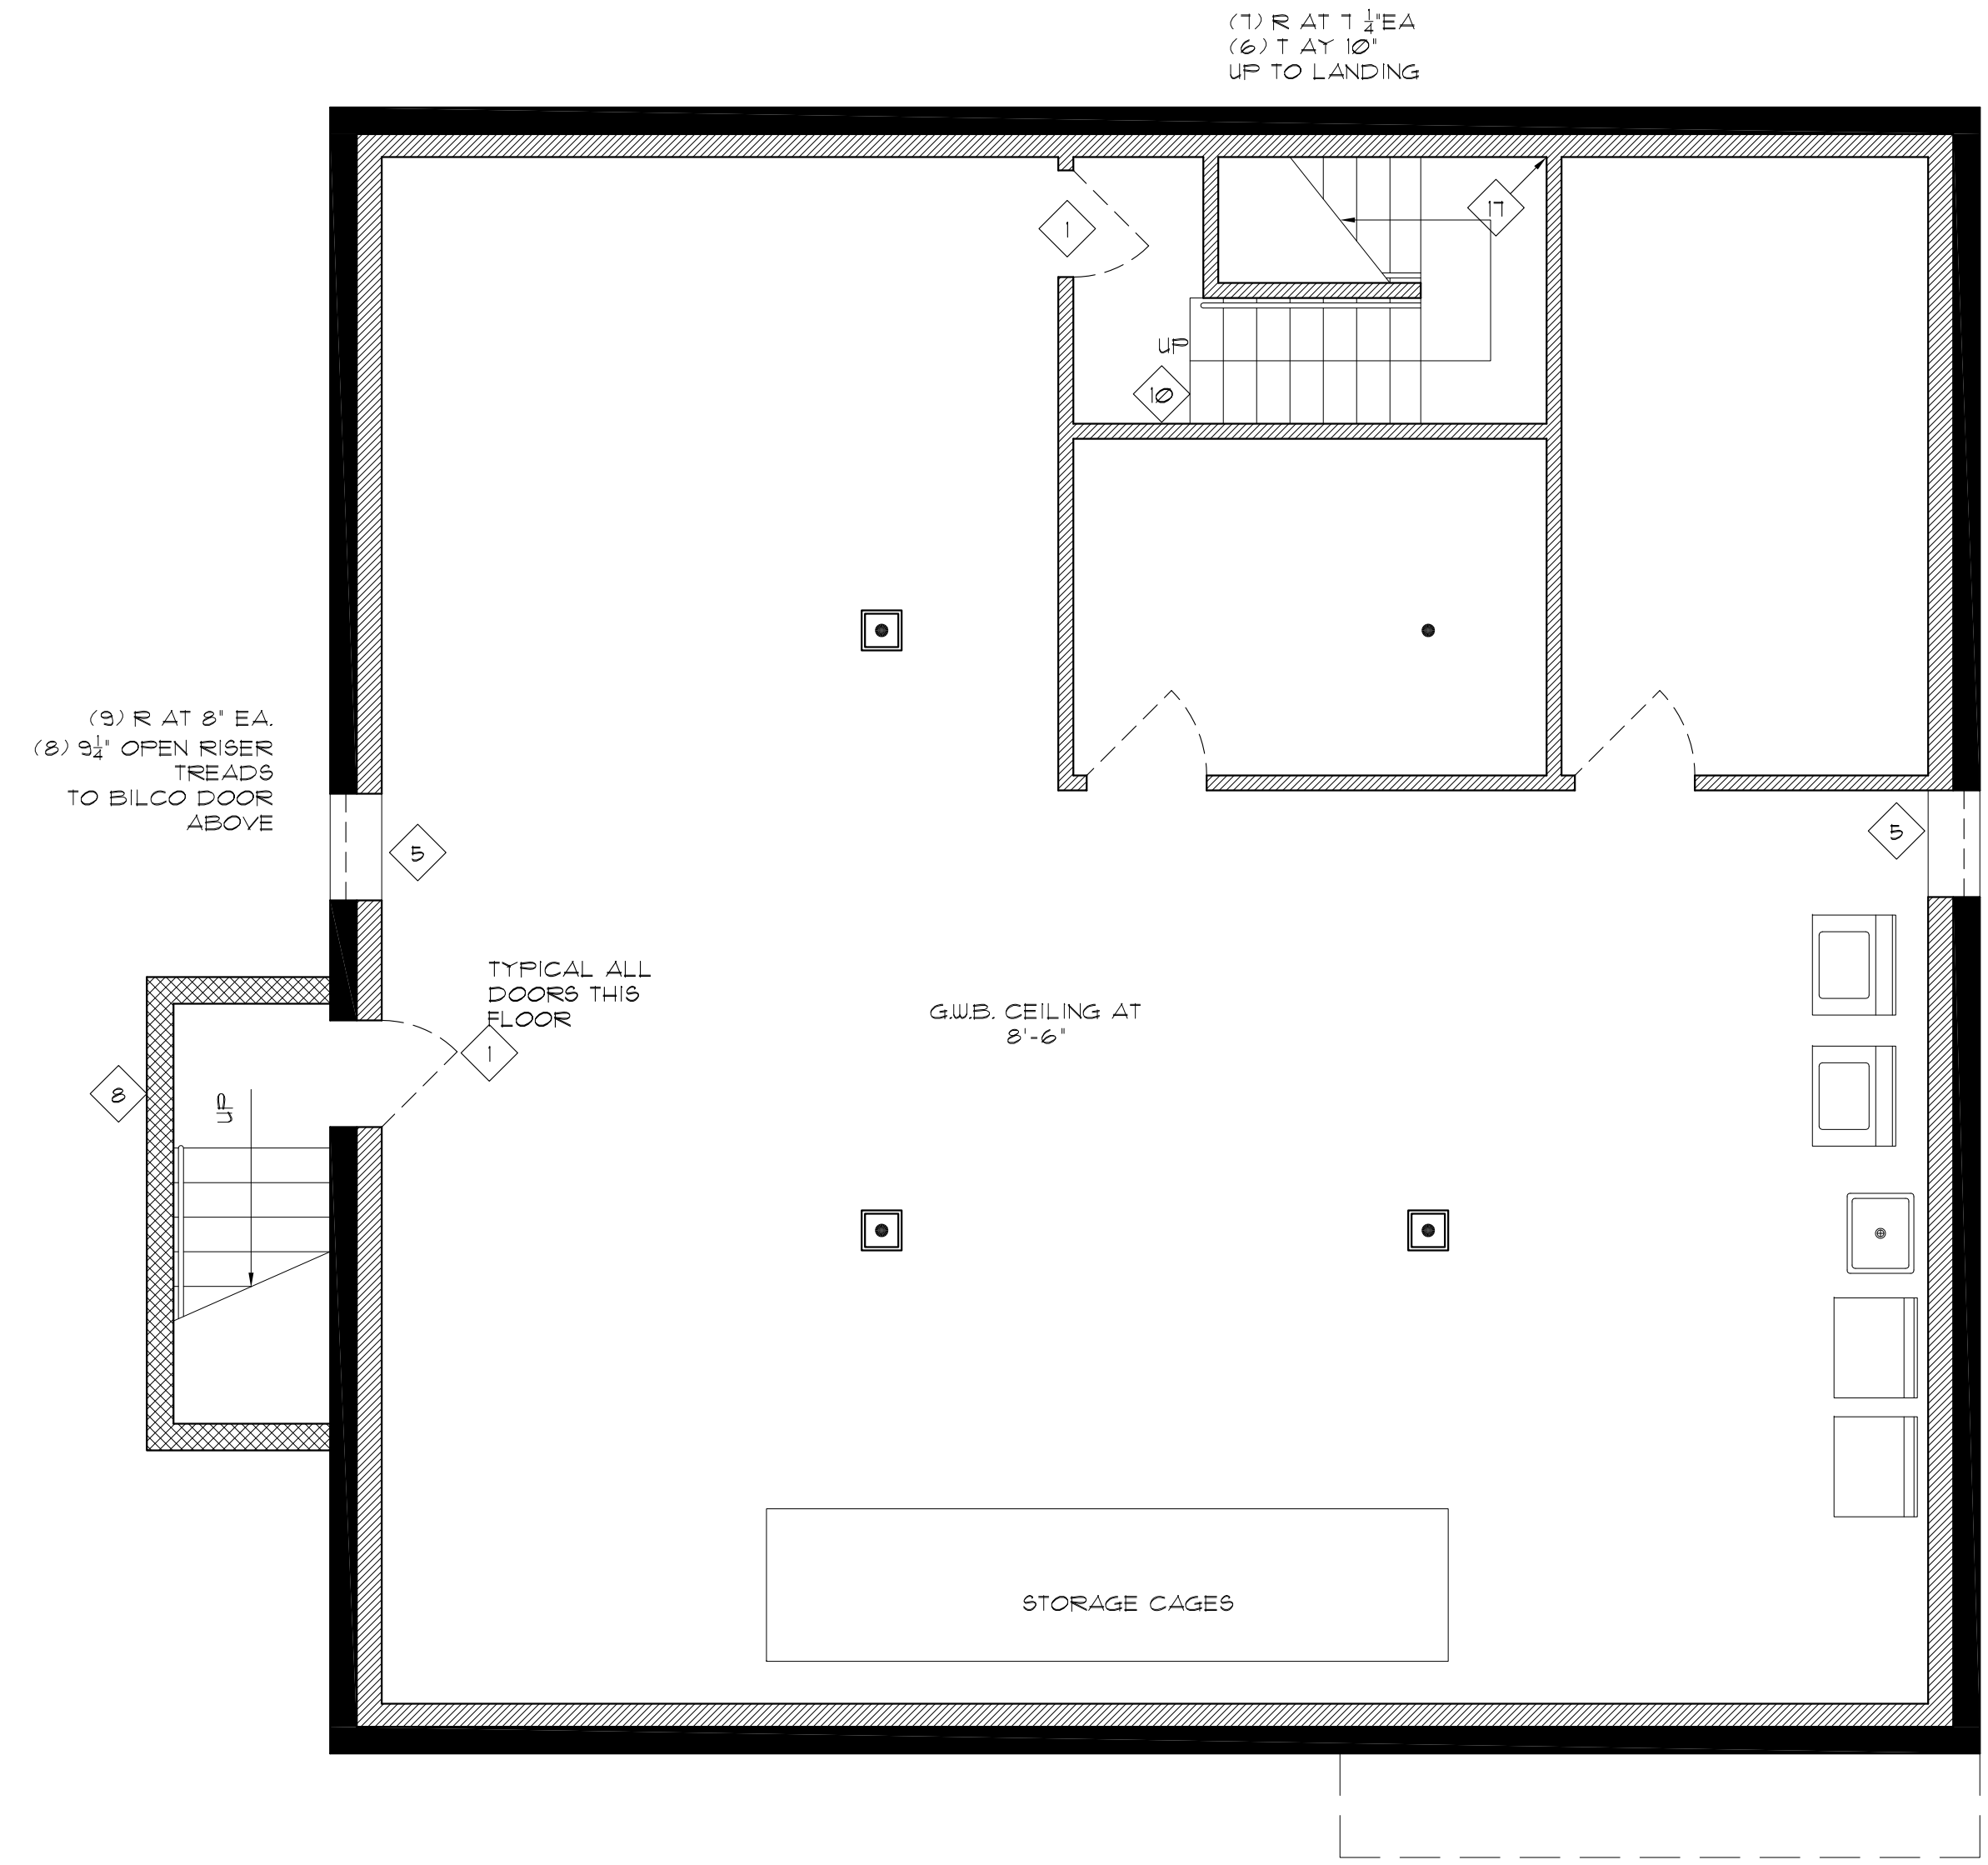 (7) R AT 7 1/4"EA
(6) T AY 10"
UP TO LANDING
17
1
UP
10
(9) R AT 8" EA.
(8) 9 1/4" OPEN RISER
TREADS
TO BILCO DOOR
ABOVE
5
5
TYPICAL ALL
DOORS THIS
FLOOR
1
G.W.B. CEILING AT
8'-6"
8
UP
STORAGE CAGES